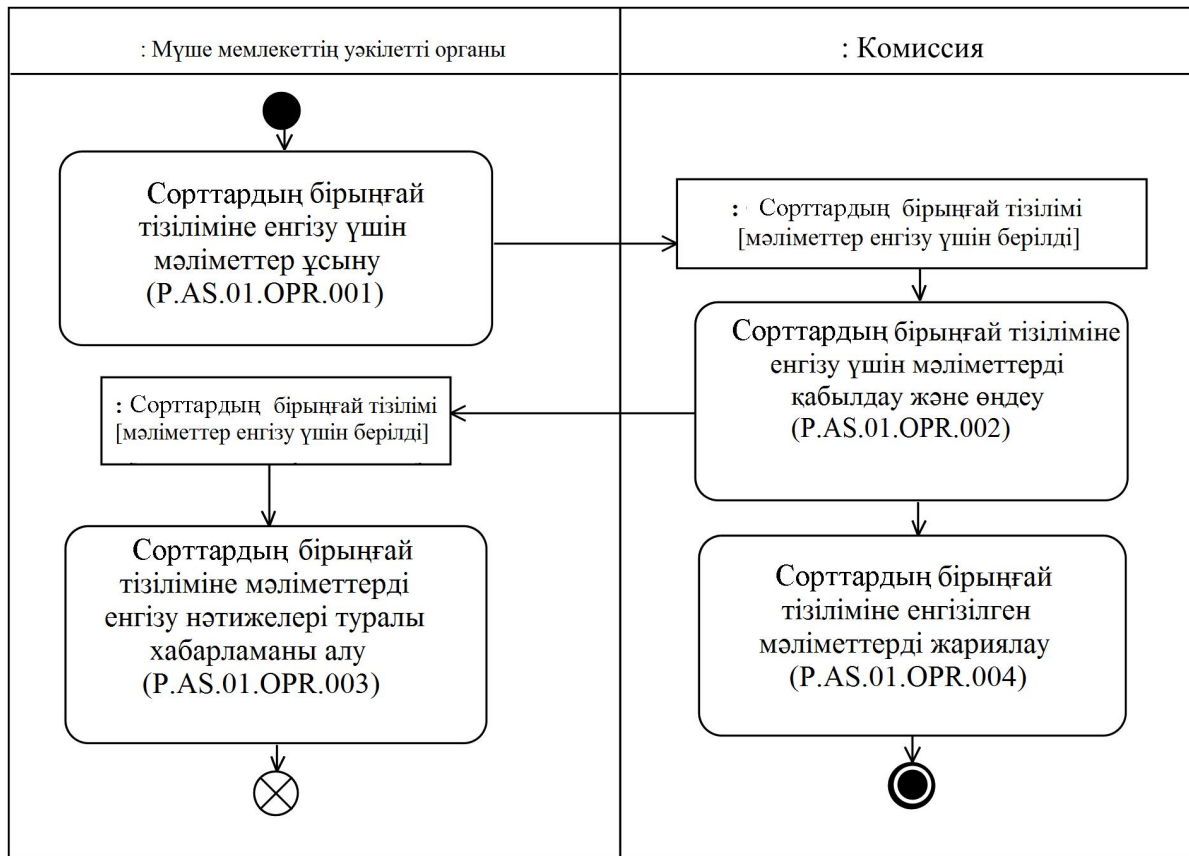 : Мүше мемлекеттің уәкілетті органы
: Комиссия
Сорттардың бірыңғай
тізіліміне енгізу үшін
мәліметтер ұсыну
(P.AS.01.OPR.001)
: Сорттардың бірыңғай тізілімі
[мәліметтер енгізу үшін берілді]
Сорттардың бірыңғай тізіліміне
енгізу үшін мәліметтерді
қабылдау және өңдеу
(P.AS.01.OPR.002)
: Сорттардың бірыңғай тізілімі
[мәліметтер енгізу үшін берілді]
Сорттардың бірыңғай
тізіліміне мәліметтерді
енгізу нәтижелері туралы
хабарламаны алу
(P.AS.01.OPR.003)
Сорттардың бірыңғай
тізіліміне енгізілген
мәліметтерді жариялау
(P.AS.01.OPR.004)